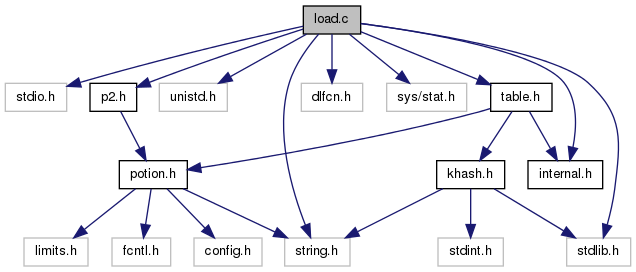 load.c
stdio.h
p2.h
unistd.h
dlfcn.h
sys/stat.h
table.h
potion.h
khash.h
internal.h
limits.h
fcntl.h
config.h
string.h
stdint.h
stdlib.h